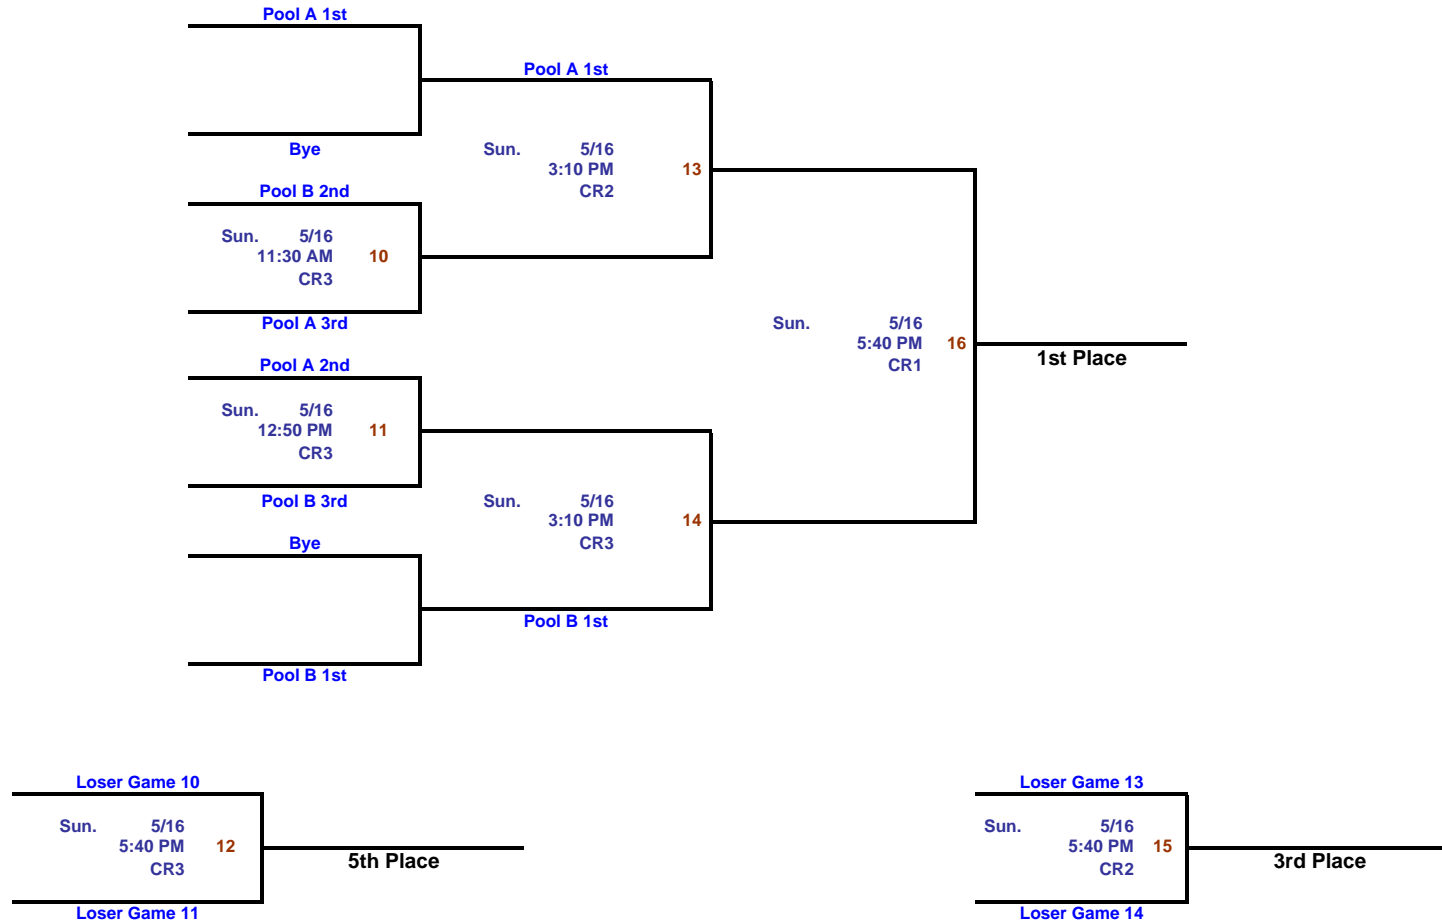 Pool A 1st
Pool A 1st
Bye
Sun. 5/16
3:10 PM 13
CR2
Pool B 2nd
Sun. 5/16
11:30 AM 10
CR3
Pool A 3rd
Sun. 5/16
5:40 PM 16
CR1
1st Place
Pool A 2nd
Sun. 5/16
12:50 PM 11
CR3
Pool B 3rd
Sun. 5/16
3:10 PM 14
CR3
Bye
Pool B 1st
Pool B 1st
Loser Game 10
Sun. 5/16
5:40 PM 12
CR3
5th Place
Loser Game 11
Loser Game 13
Sun. 5/16
5:40 PM 15
CR2
3rd Place
Loser Game 14